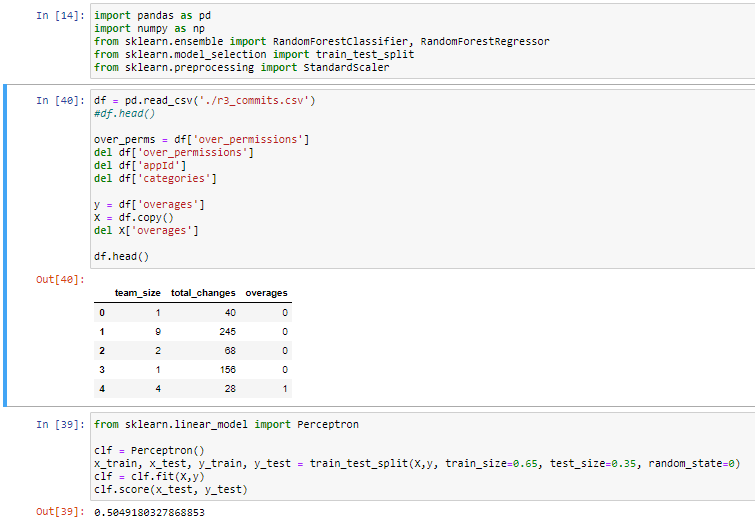 In [14]: import pandas as pd
import numpy as np
from sklearn.ensemble import RandomForestClassifier, RandomForestRegressor
from sklearn.model_selection import train_test_split
from sklearn.preprocessing import StandardScaler
In [40]: df = pd.read_csv('./r3_commits.csv')
#df.head()
over_perms = df['over_permissions']
del df['over_permissions']
del df['appId']
del df['categories']
y = df['overages']
X = df.copy()
del X['overages']
df.head()
Out[40]:
team_size total_changes overages
0 1 40 0
1 9 245 0
2 2 68 0
3 1 156 0
4 4 28 1
In [39]: from sklearn.linear_model import Perceptron
clf = Perceptron()
x_train, x_test, y_train, y_test = train_test_split(X,y, train_size=0.65, test_size=0.35, random_state=0)
clf = clf.fit(X,y)
clf.score(x_test, y_test)
Out[39]: 0.5049180327868853